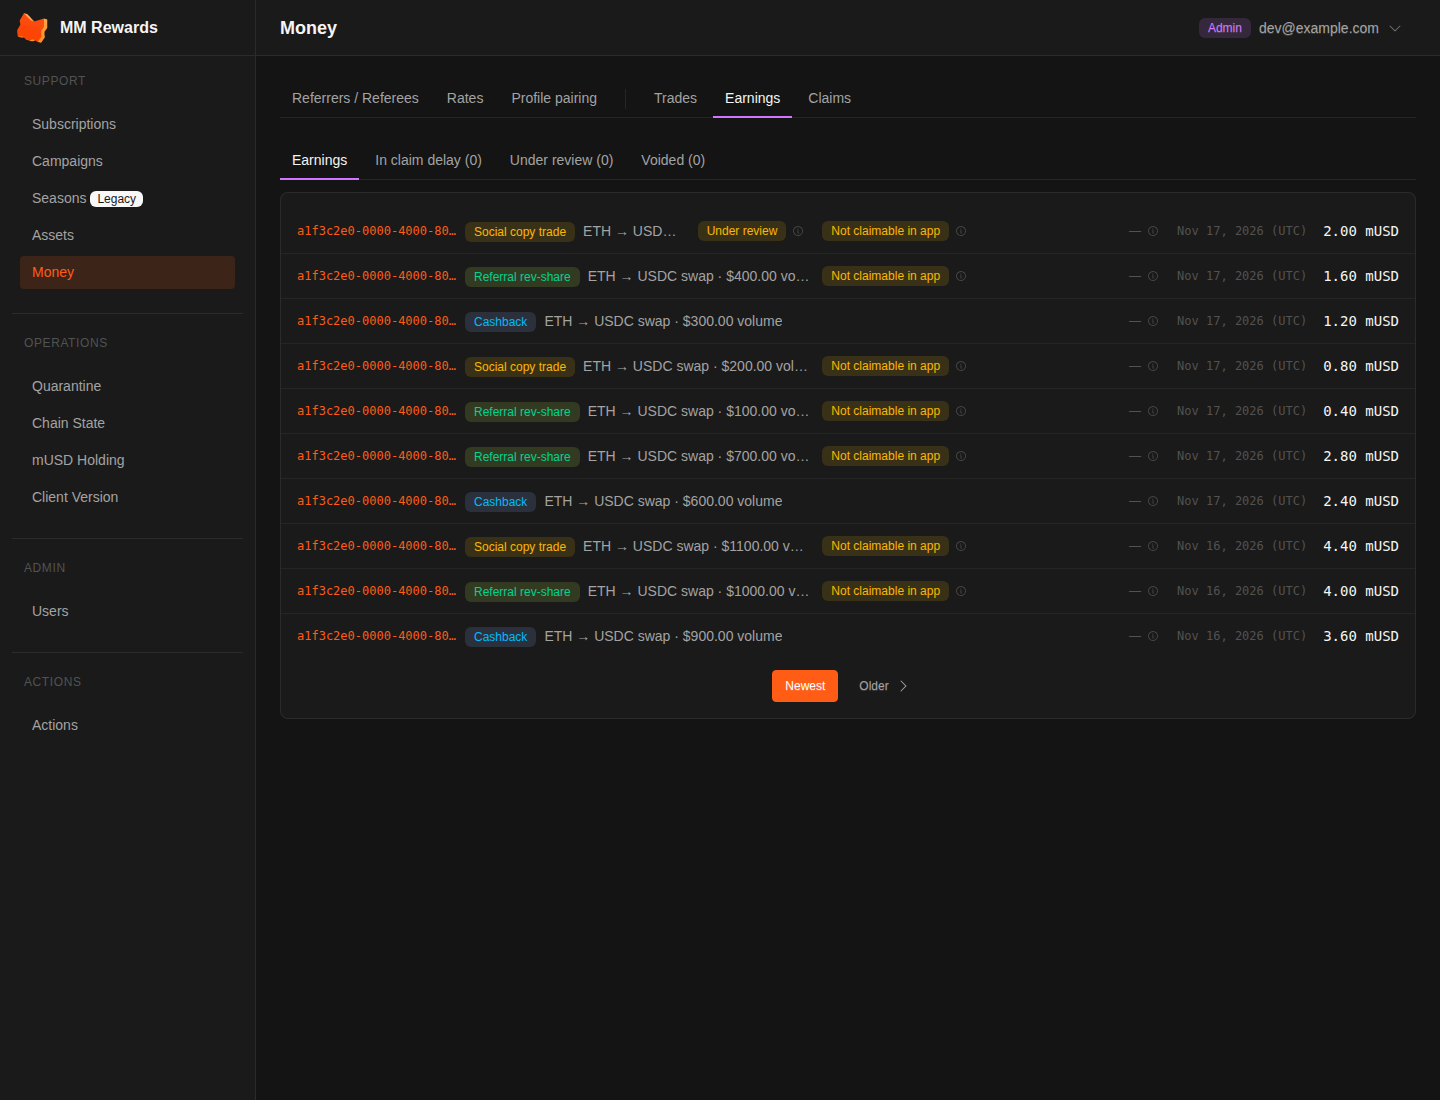 MM Rewards
Money
Admin dev@example.com
SUPPORT
Subscriptions
Campaigns
Seasons Legacy
Assets
Money
OPERATIONS
Quarantine
Chain State
mUSD Holding
Client Version
ADMIN
Users
ACTIONS
Actions
Referrers / Referees Rates Profile pairing Trades Earnings Claims
Earnings In claim delay (0) Under review (0) Voided (0)
a1f3c2e0-0000-4000-80… Social copy trade ETH → USD… Under review Not claimable in app — Nov 17, 2026 (UTC) 2.00 mUSD
a1f3c2e0-0000-4000-80… Referral rev-share ETH → USDC swap · $400.00 vo… Not claimable in app — Nov 17, 2026 (UTC) 1.60 mUSD
a1f3c2e0-0000-4000-80… Cashback ETH → USDC swap · $300.00 volume — Nov 17, 2026 (UTC) 1.20 mUSD
a1f3c2e0-0000-4000-80… Social copy trade ETH → USDC swap · $200.00 vol… Not claimable in app — Nov 17, 2026 (UTC) 0.80 mUSD
a1f3c2e0-0000-4000-80… Referral rev-share ETH → USDC swap · $100.00 vo… Not claimable in app — Nov 17, 2026 (UTC) 0.40 mUSD
a1f3c2e0-0000-4000-80… Referral rev-share ETH → USDC swap · $700.00 vo… Not claimable in app — Nov 17, 2026 (UTC) 2.80 mUSD
a1f3c2e0-0000-4000-80… Cashback ETH → USDC swap · $600.00 volume — Nov 17, 2026 (UTC) 2.40 mUSD
a1f3c2e0-0000-4000-80… Social copy trade ETH → USDC swap · $1100.00 v… Not claimable in app — Nov 16, 2026 (UTC) 4.40 mUSD
a1f3c2e0-0000-4000-80… Referral rev-share ETH → USDC swap · $1000.00 v… Not claimable in app — Nov 16, 2026 (UTC) 4.00 mUSD
a1f3c2e0-0000-4000-80… Cashback ETH → USDC swap · $900.00 volume — Nov 16, 2026 (UTC) 3.60 mUSD
Newest Older